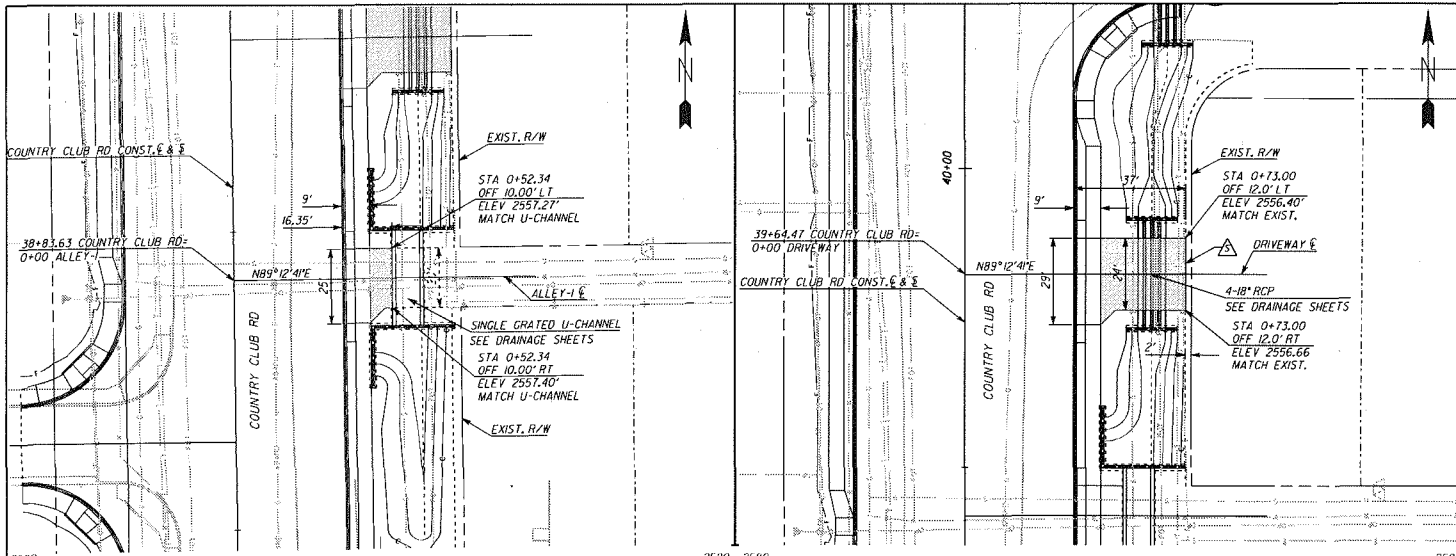 N
EXIST. R/W
COUNTRY CLUB RD CONST. ℄ & S
STA 0+52.34
OFF 10.00' LT
ELEV 2557.27'
MATCH U-CHANNEL
9'
16.35'
38+83.63 COUNTRY CLUB RD=
0+00 ALLEY-1
N89°12'41"E
25'
ALLEY-1 ℄
COUNTRY CLUB RD
SINGLE GRATED U-CHANNEL
SEE DRAINAGE SHEETS
STA 0+52.34
OFF 10.00' RT
ELEV 2557.40'
MATCH U-CHANNEL
EXIST. R/W
N
40+00
EXIST. R/W
37'
STA 0+73.00
OFF 12.0' LT
ELEV 2556.40'
MATCH EXIST.
9'
39+64.47 COUNTRY CLUB RD=
0+00 DRIVEWAY
5
DRIVEWAY ℄
N89°12'41"E
COUNTRY CLUB RD CONST. ℄ & S
29'
24'
4-18" RCP
SEE DRAINAGE SHEETS
COUNTRY CLUB RD
STA 0+73.00
OFF 12.0' RT
ELEV 2556.66
MATCH EXIST.
2'